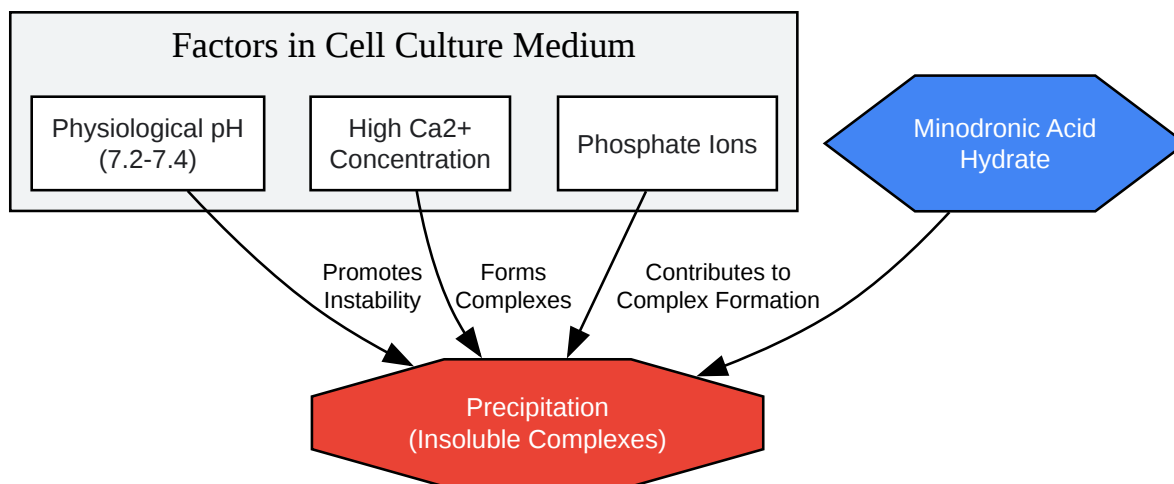 Factors in Cell Culture Medium
Physiological pH
(7.2-7.4)
High Ca2+
Concentration
Phosphate Ions
Minodronic Acid
Hydrate
Promotes
Instability
Forms
Complexes
Contributes to
Complex Formation
Precipitation
(Insoluble Complexes)